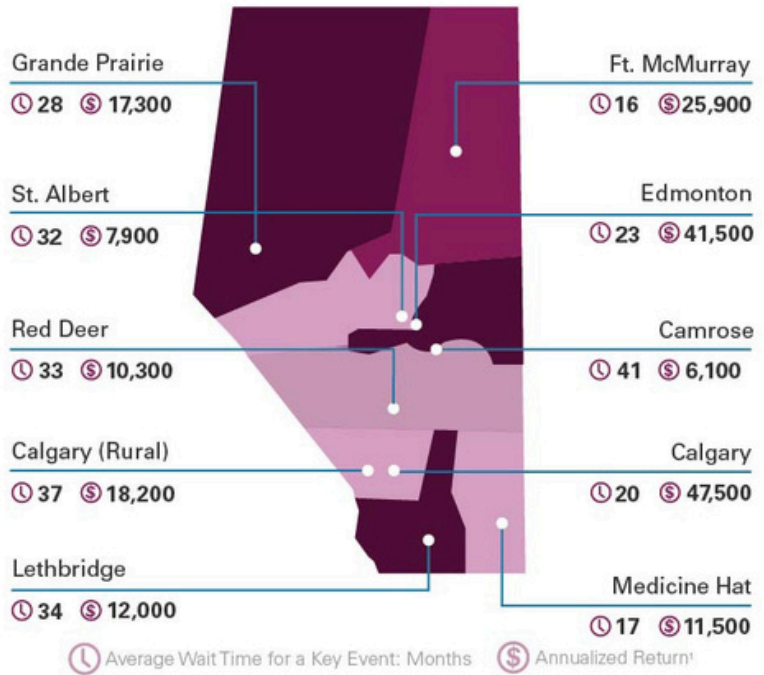 Grande Prairie
28 $ 17,300
Ft. McMurray
16 $ 25,900
St. Albert
32 $ 7,900
Edmonton
23 $ 41,500
Red Deer
33 $ 10,300
Camrose
41 $ 6,100
Calgary (Rural)
37 $ 18,200
Calgary
20 $ 47,500
Lethbridge
34 $ 12,000
Medicine Hat
17 $ 11,500
Average Wait Time for a Key Event: Months $ Annualized Return¹